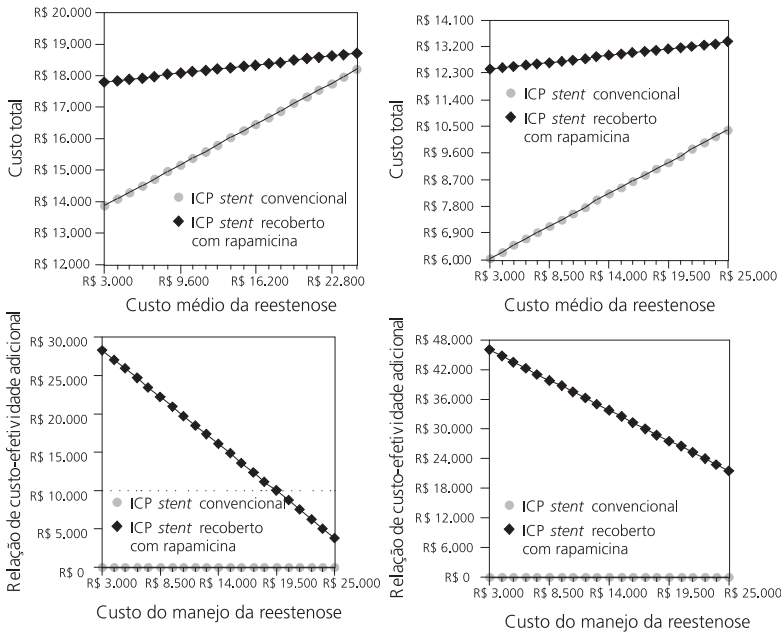 R$ 20.000
R$ 19.000
R$ 18.000
R$ 17.000
R$ 16.000
R$ 15.000
R$ 14.000
R$ 13.000
R$ 12.000
Custo total
ICP stent convencional
ICP stent recoberto
com rapamicina
R$ 3.000 R$ 9.600 R$ 16.200 R$ 22.800
Custo médio da reestenose
R$ 14.100
R$ 13.200
R$ 12.300
R$ 11.400
R$ 10.500
R$ 9.600
R$ 8.700
R$ 7.800
R$ 6.900
R$ 6.000
Custo total
ICP stent convencional
ICP stent recoberto
com rapamicina
R$ 3.000 R$ 8.500 R$ 14.000 R$ 19.500 R$ 25.000
Custo médio da reestenose
R$ 30.000
R$ 25.000
R$ 20.000
R$ 15.000
R$ 10.000
R$ 5.000
R$ 0
Relação de custo-efetividade adicional
ICP stent convencional
ICP stent recoberto
com rapamicina
R$ 3.000 R$ 8.500 R$ 14.000 R$ 19.500 R$ 25.000
Custo do manejo da reestenose
R$ 48.000
R$ 42.000
R$ 36.000
R$ 30.000
R$ 24.000
R$ 18.000
R$ 12.000
R$ 6.000
R$ 0
Relação de custo-efetividade adicional
ICP stent convencional
ICP stent recoberto
com rapamicina
R$ 3.000 R$ 8.500 R$ 14.000 R$ 19.500 R$ 25.000
Custo do manejo da reestenose